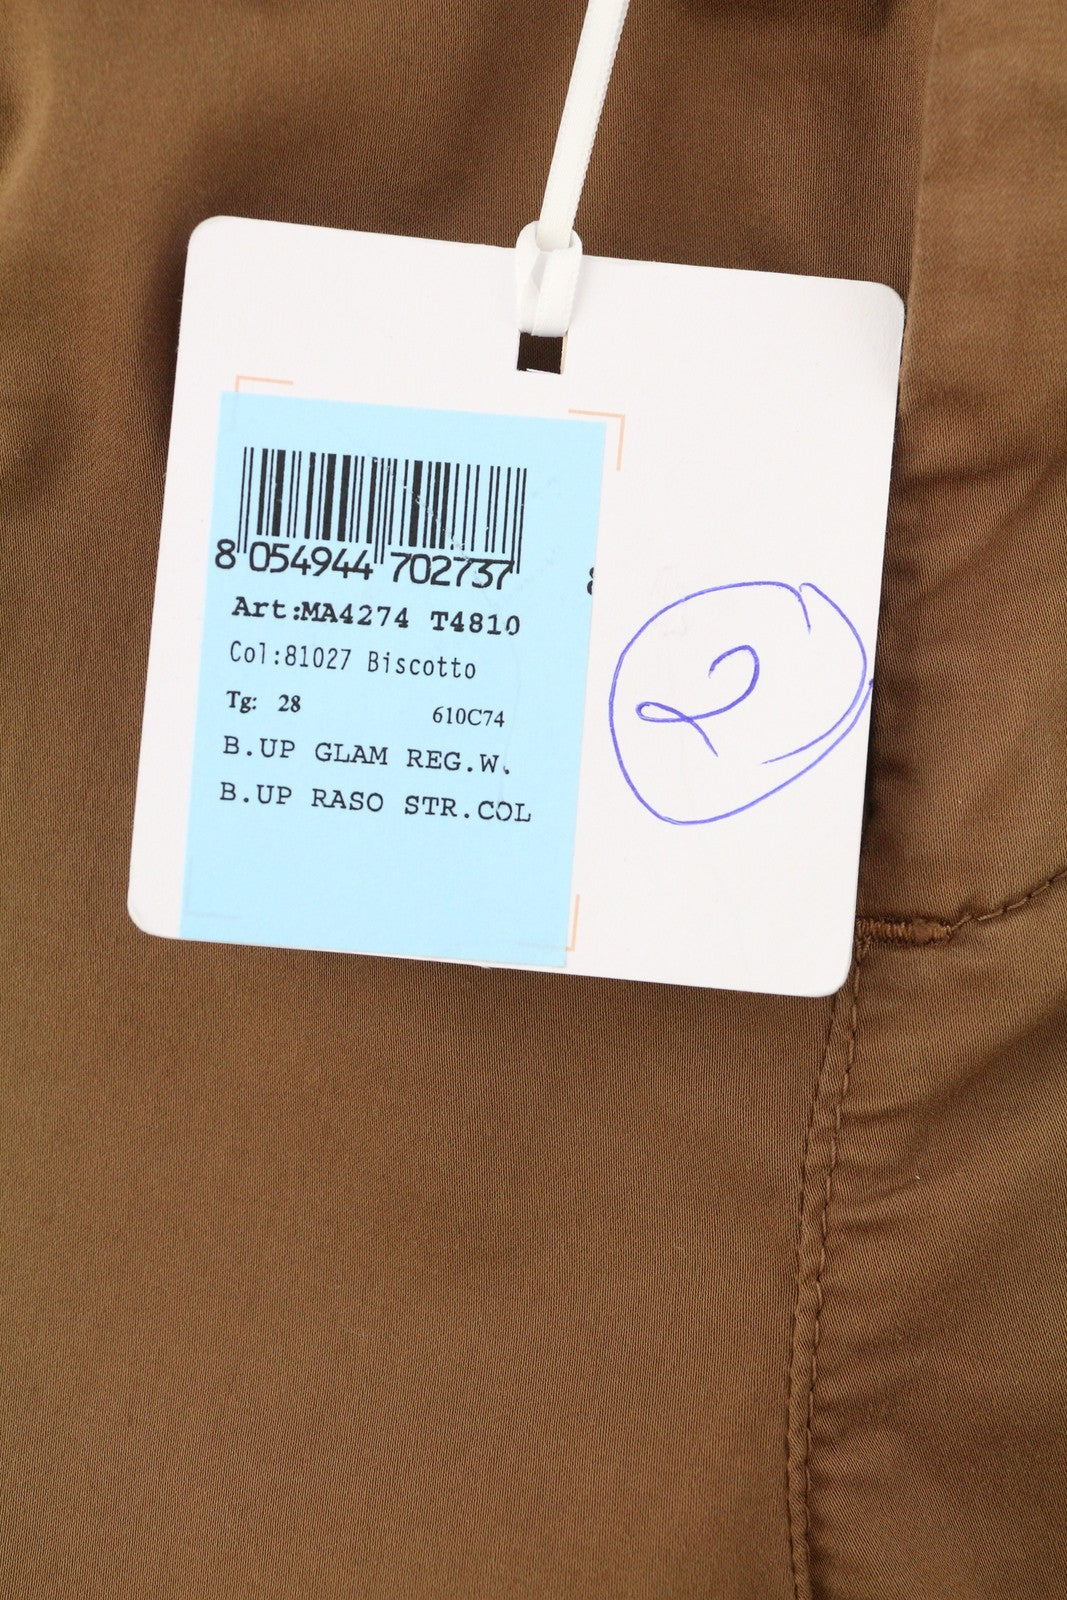 8 054944 702737
Art:MA4274 T4810
Col:81027 Biscotto
Tg: 28 610C74
B.UP GLAM REG.W.
B.UP RASO STR.COL
2